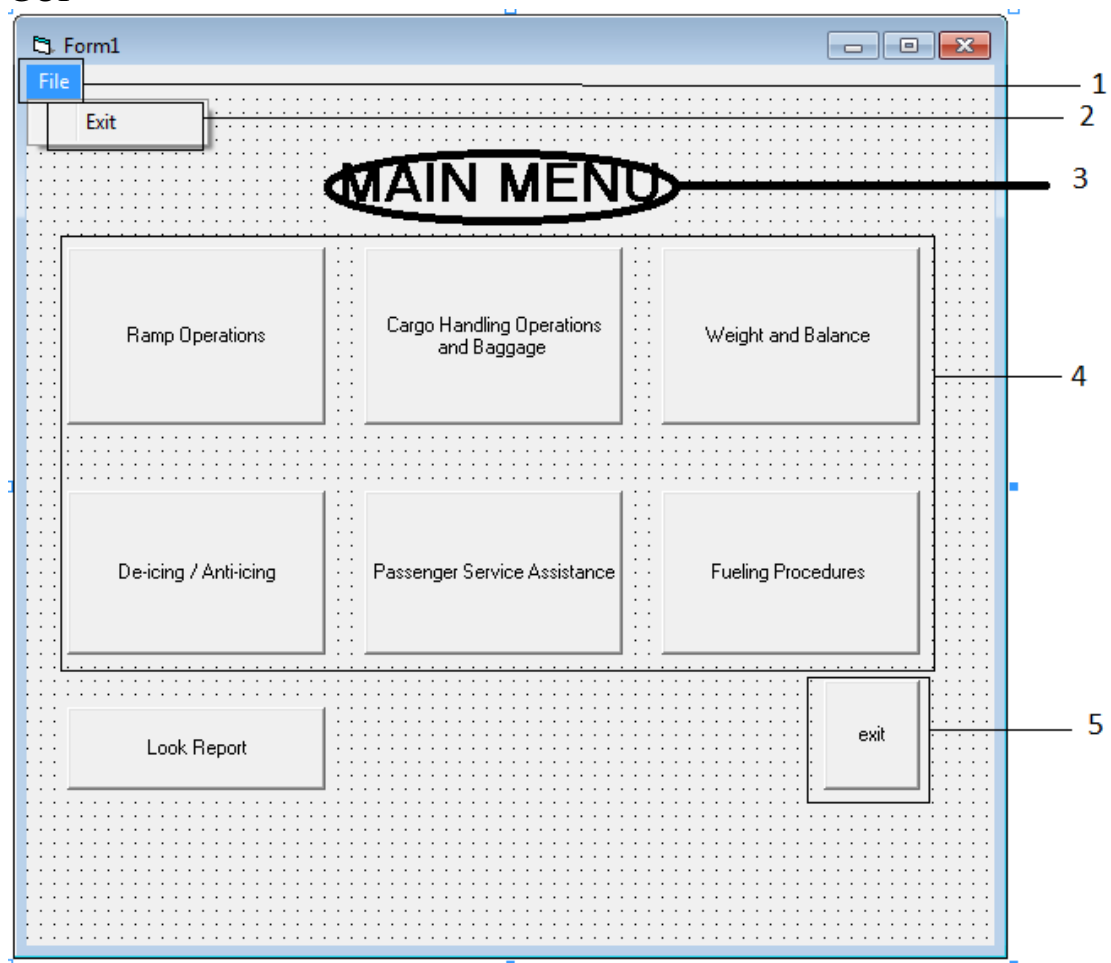 Form1
File
1
Exit
2
MAIN MENU
3
Ramp Operations
Cargo Handling Operations
and Baggage
Weight and Balance
4
De-icing / Anti-icing
Passenger Service Assistance
Fueling Procedures
Look Report
exit
5